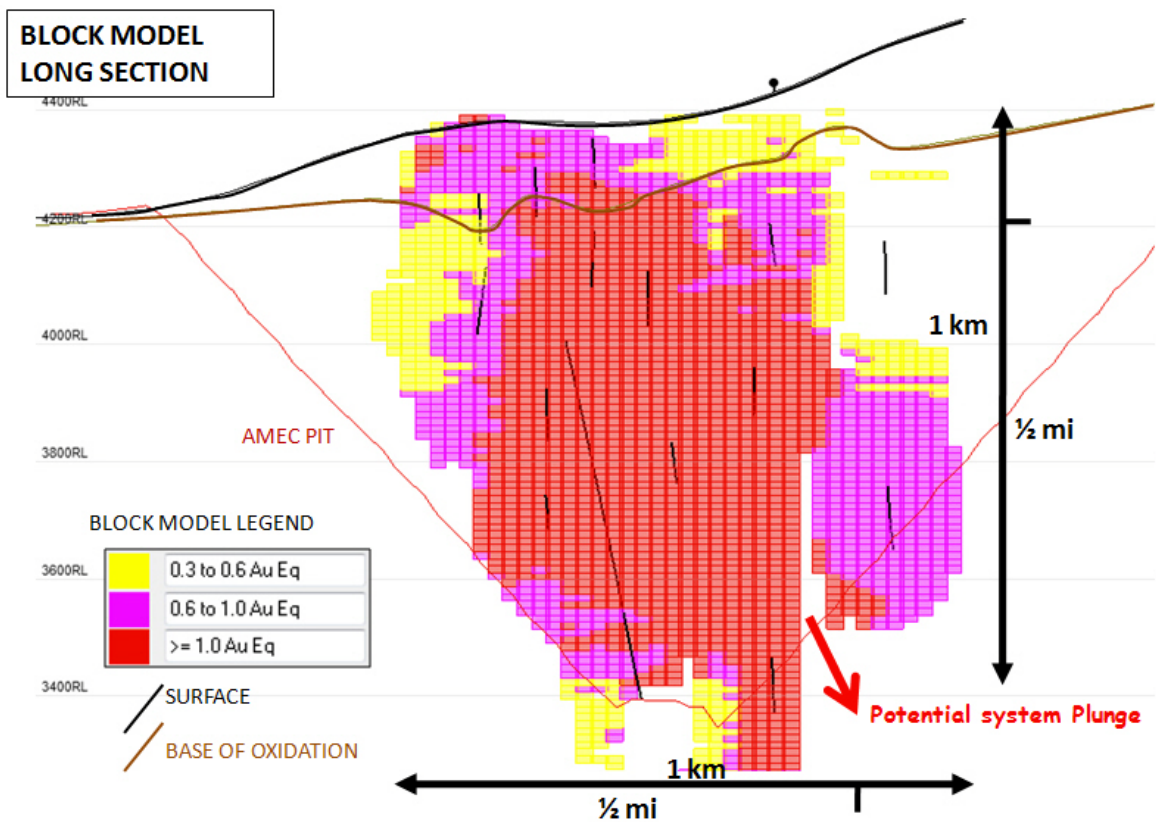 BLOCK MODEL
LONG SECTION
4400RL
4200RL
4000RL
1 km
½ mi
AMEC PIT
3800RL
BLOCK MODEL LEGEND
0.3 to 0.6 Au Eq
0.6 to 1.0 Au Eq
>= 1.0 Au Eq
3600RL
3400RL
SURFACE
BASE OF OXIDATION
Potential system Plunge
1 km
½ mi